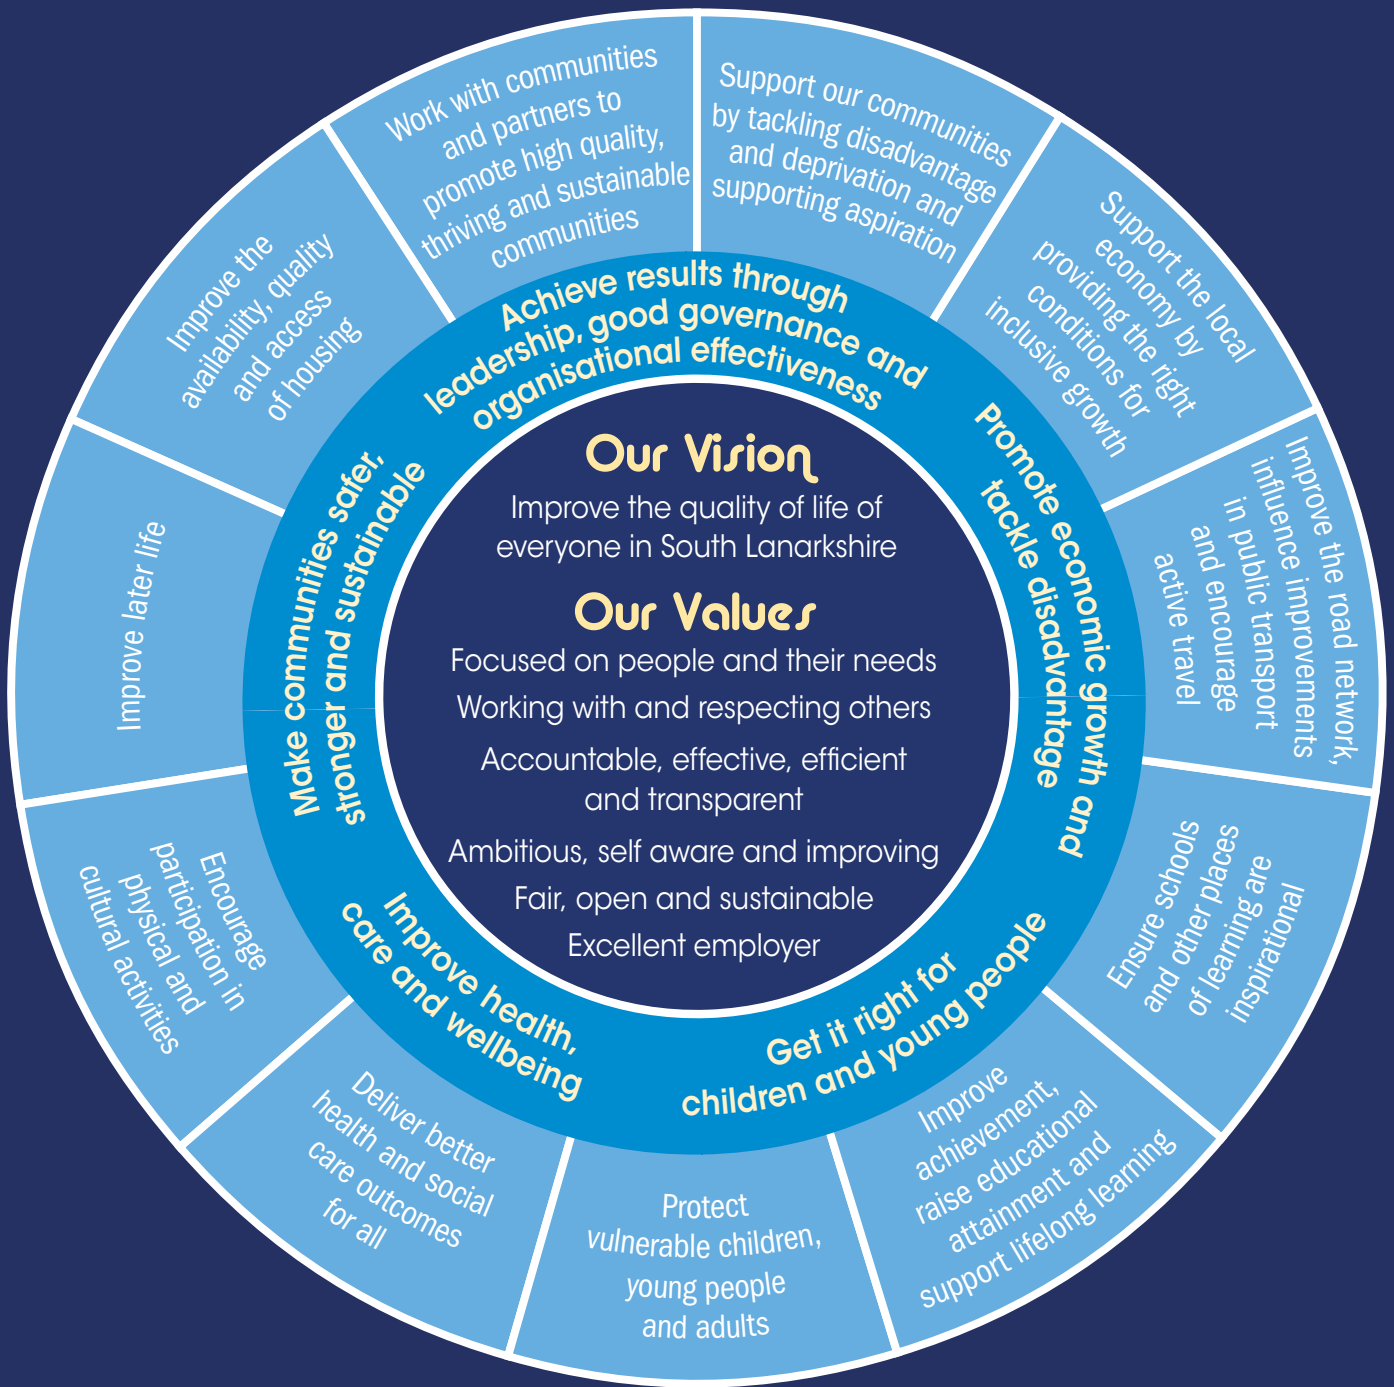 Our Vision
Improve the quality of life of
everyone in South Lanarkshire
Our Values
Focused on people and their needs
Working with and respecting others
Accountable, effective, efficient
and transparent
Ambitious, self aware and improving
Fair, open and sustainable
Excellent employer
Achieve results through
leadership, good governance and
organisational effectiveness
Promote economic growth and
tackle disadvantage
Get it right for
children and young people
Improve health,
care and wellbeing
Make communities safer,
stronger and sustainable
Support our communities
by tackling disadvantage
and deprivation and
supporting aspiration
Support the local
economy by
providing the right
conditions for
inclusive growth
Improve the road network,
influence improvements
in public transport
and encourage
active travel
Ensure schools
and other places
of learning are
inspirational
Improve
achievement,
raise educational
attainment and
support lifelong learning
Protect
vulnerable children,
young people
and adults
Deliver better
health and social
care outcomes
for all
Encourage
participation in
physical and
cultural activities
Improve later life
Improve the
availability, quality
and access
of housing
Work with communities
and partners to
promote high quality,
thriving and sustainable
communities